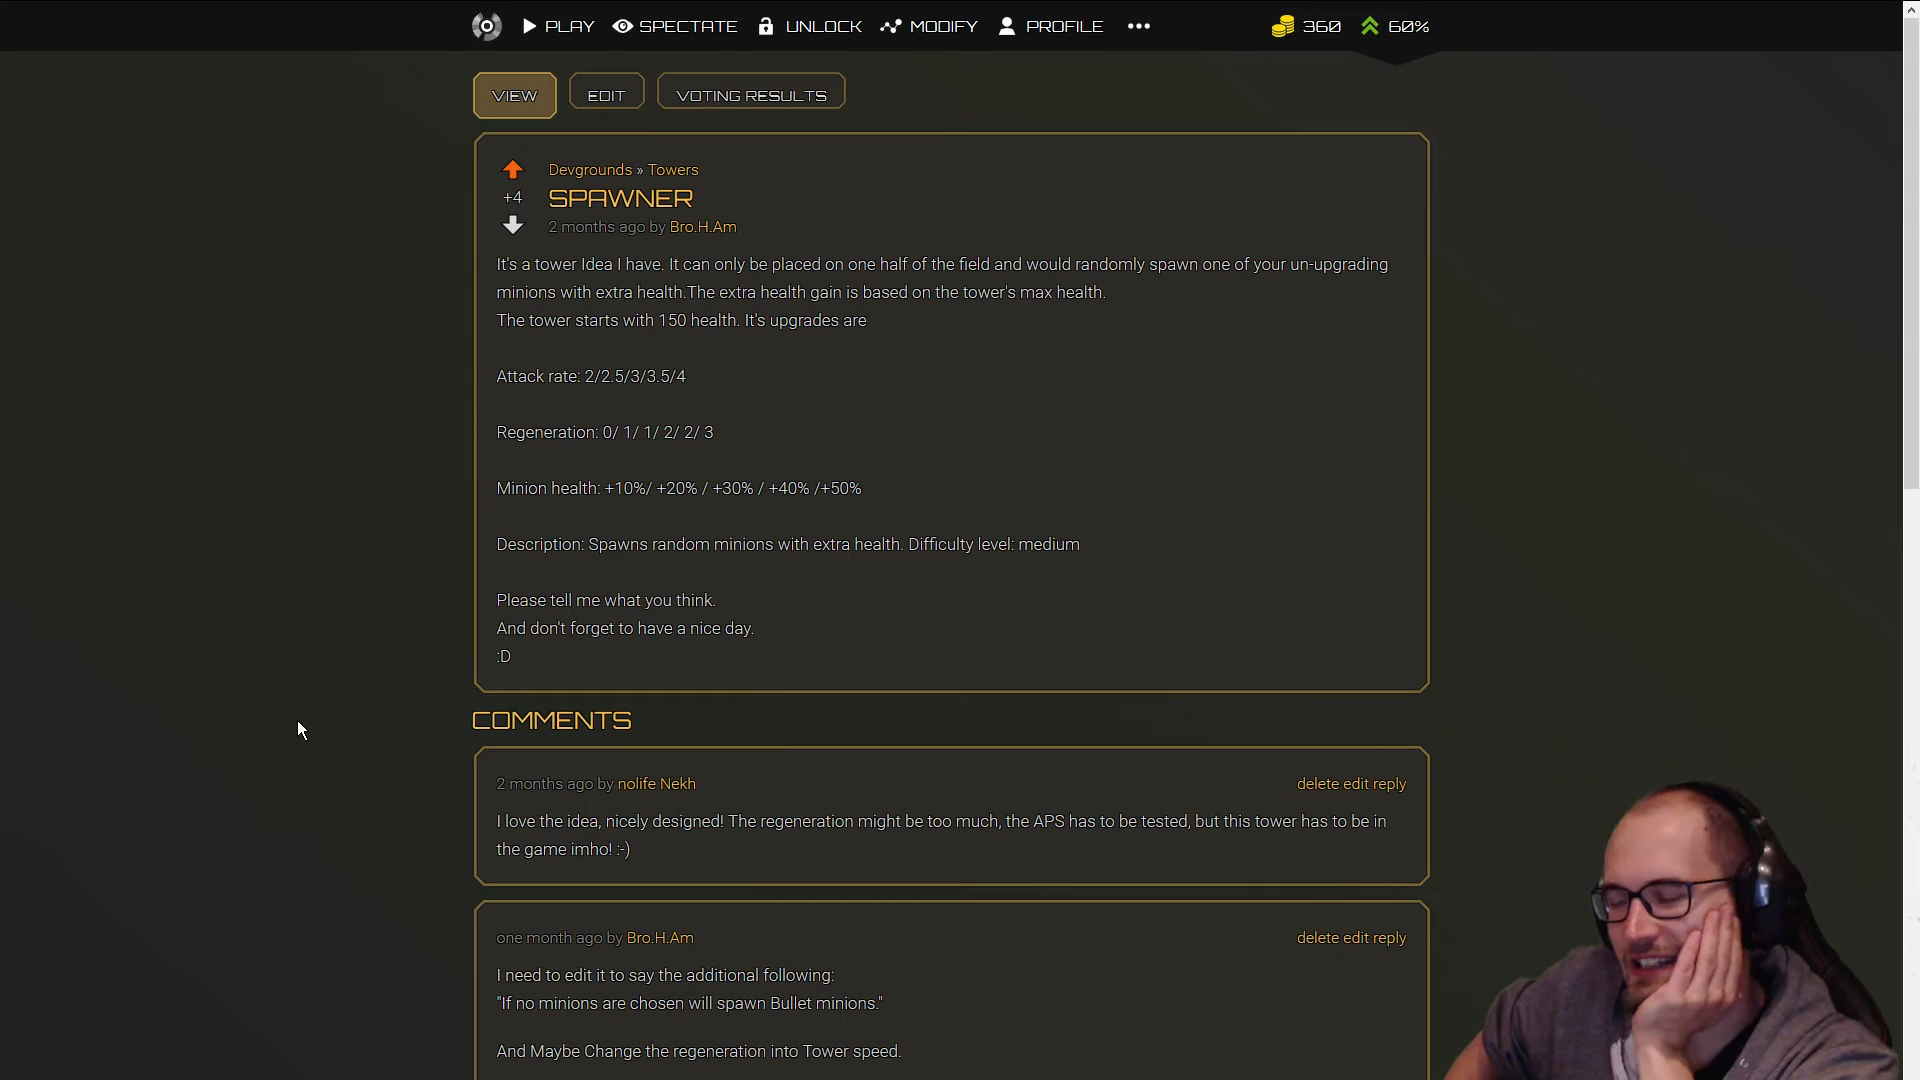 PLAY SPECTATE UNLOCK MODIFY PROFILE ••• 360 60%
VIEW EDIT VOTING RESULTS
Devgrounds » Towers
+4
SPAWNER
2 months ago by Bro.H.Am
It's a tower Idea I have. It can only be placed on one half of the field and would randomly spawn one of your un-upgrading
minions with extra health.The extra health gain is based on the tower's max health.
The tower starts with 150 health. It's upgrades are
Attack rate: 2/2.5/3/3.5/4
Regeneration: 0/ 1/ 1/ 2/ 2/ 3
Minion health: +10%/ +20% / +30% / +40% /+50%
Description: Spawns random minions with extra health. Difficulty level: medium
Please tell me what you think.
And don't forget to have a nice day.
:D
COMMENTS
2 months ago by nolife Nekh delete edit reply
I love the idea, nicely designed! The regeneration might be too much, the APS has to be tested, but this tower has to be in
the game imho! :-)
one month ago by Bro.H.Am delete edit reply
I need to edit it to say the additional following:
"If no minions are chosen will spawn Bullet minions."
And Maybe Change the regeneration into Tower speed.